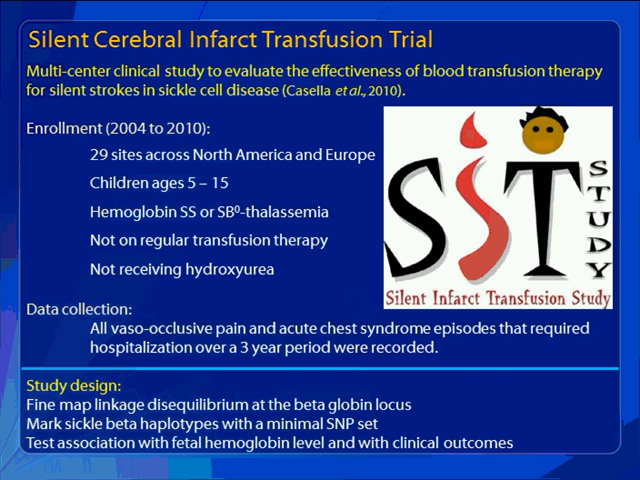 Silent Cerebral Infarct Transfusion Trial
Multi-center clinical study to evaluate the effectiveness of blood transfusion therapy
for silent strokes in sickle cell disease (Casella et al., 2010).
Enrollment (2004 to 2010):
29 sites across North America and Europe
Children ages 5 – 15
Hemoglobin SS or SB⁰-thalassemia
Not on regular transfusion therapy
Not receiving hydroxyurea
SiT STUDY
Silent Infarct Transfusion Study
Data collection:
All vaso-occlusive pain and acute chest syndrome episodes that required
hospitalization over a 3 year period were recorded.
Study design:
Fine map linkage disequilibrium at the beta globin locus
Mark sickle beta haplotypes with a minimal SNP set
Test association with fetal hemoglobin level and with clinical outcomes